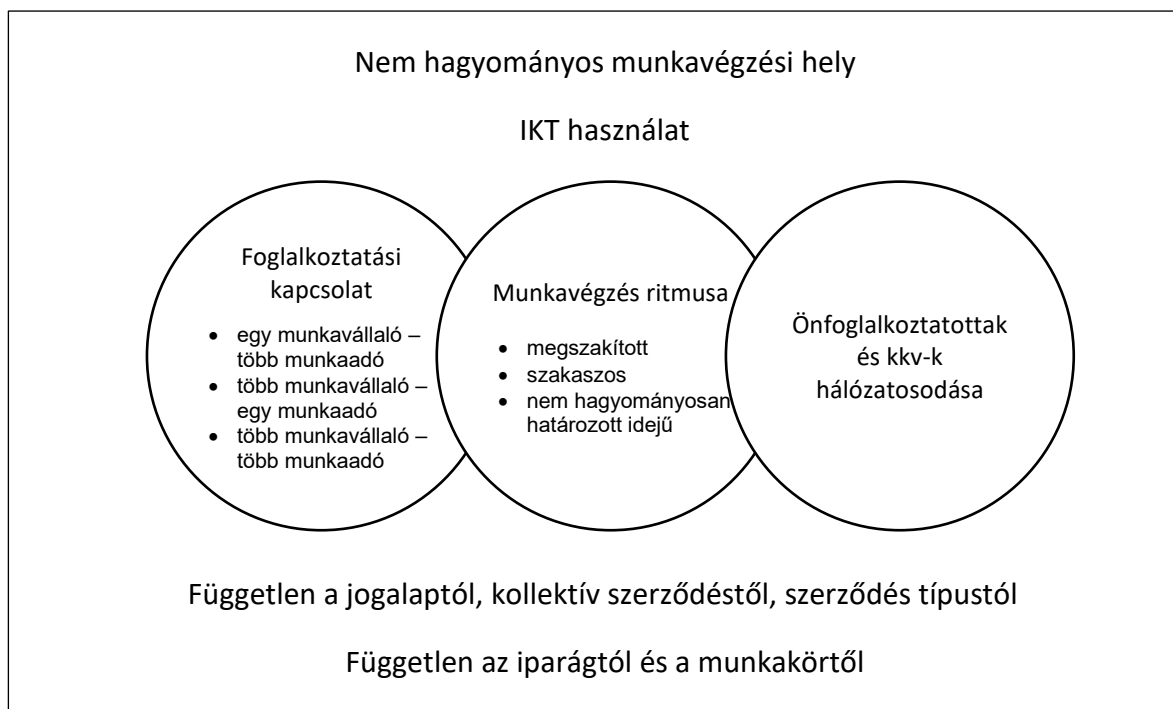 Nem hagyományos munkavégzési hely
IKT használat
Foglalkoztatási
kapcsolat
• egy munkavállaló –
több munkaadó
• több munkavállaló –
egy munkaadó
• több munkavállaló –
több munkaadó
Munkavégzés ritmusa
• megszakított
• szakaszos
• nem hagyományosan
határozott idejű
Önfoglalkoztatottak
és kkv-k
hálózatosodása
Független a jogalaptól, kollektív szerződéstől, szerződés típustól
Független az iparágtól és a munkakörtől